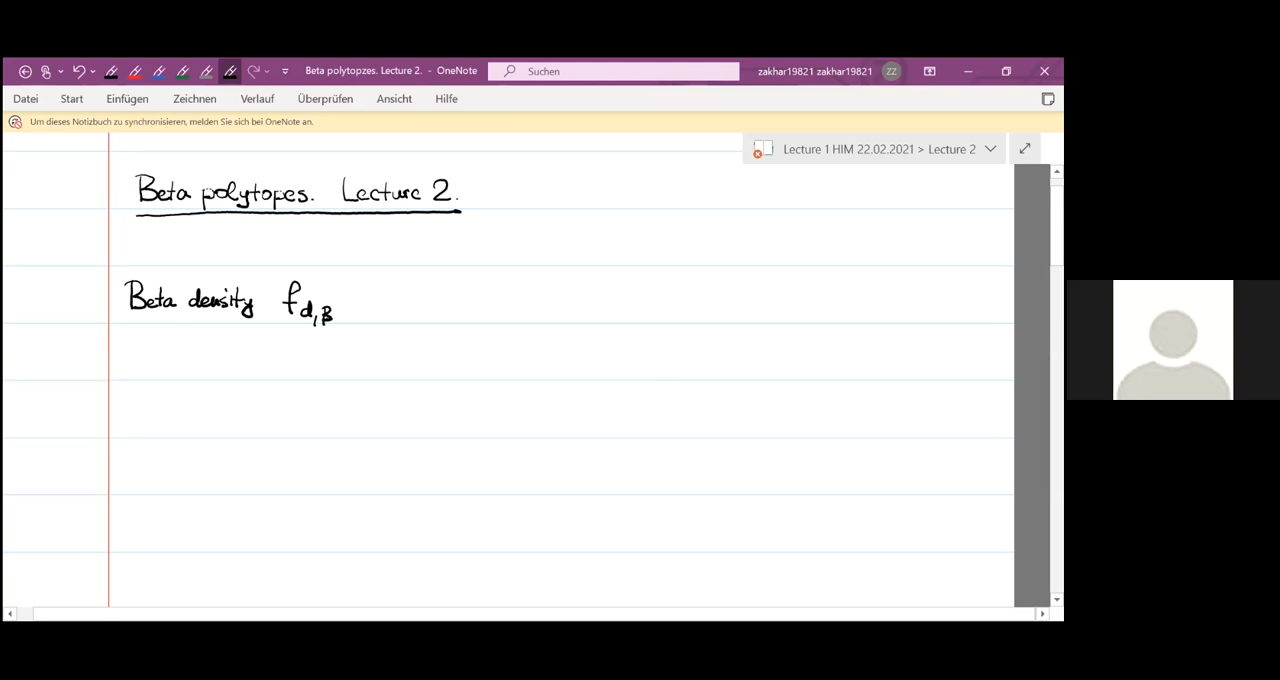 Beta polytopzes. Lecture 2. - OneNote
Suchen
zakhar19821 zakhar19821
ZZ
Datei Start Einfügen Zeichnen Verlauf Überprüfen Ansicht Hilfe
Um dieses Notizbuch zu synchronisieren, melden Sie sich bei OneNote an.
Lecture 1 HIM 22.02.2021 > Lecture 2
Beta polytopes. Lecture 2.
Beta density f_{d,β}